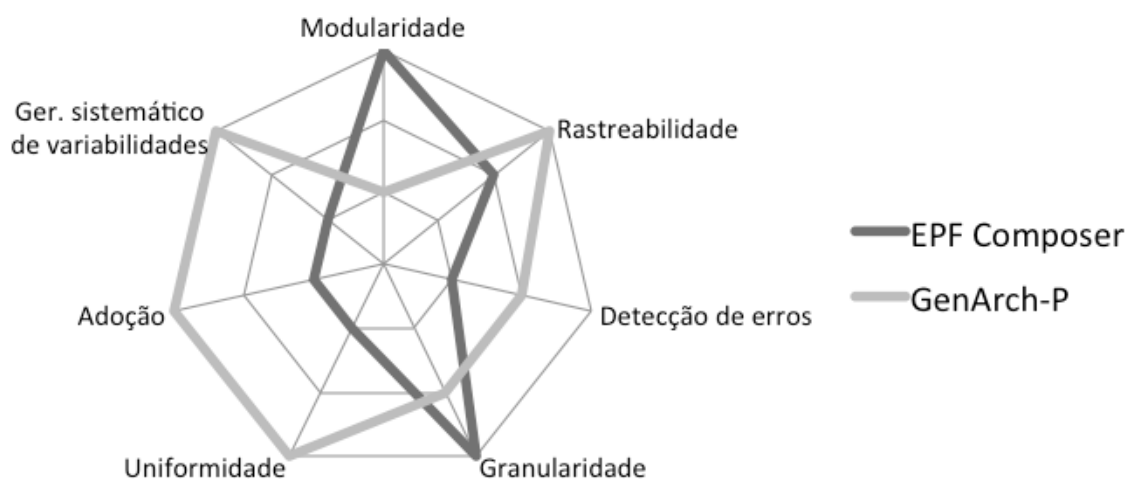 Modularidade
Ger. sistemático
de variabilidades
Rastreabilidade
EPF Composer
GenArch-P
Adoção
Detecção de erros
Uniformidade
Granularidade